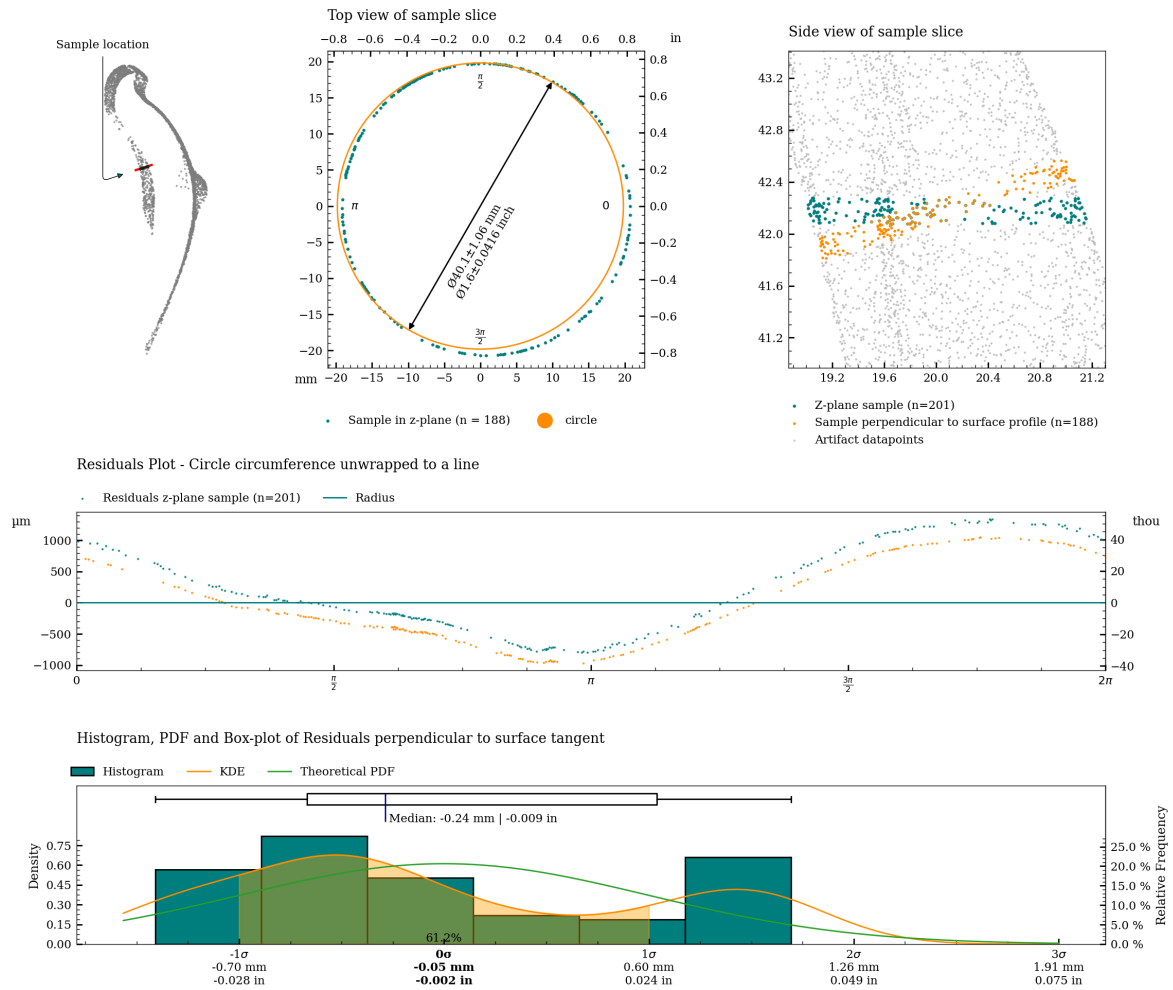 Sample location
Top view of sample slice
−0.8 −0.6 −0.4 −0.2 0.0 0.2 0.4 0.6 0.8 in
20
15
10
5
0
−5
−10
−15
−20
0.8
0.6
0.4
0.2
0.0
−0.2
−0.4
−0.6
−0.8
π/2
π
0
3π/2
Ø40.1±1.06 mm
Ø1.6±0.0416 inch
mm −20 −15 −10 −5 0 5 10 15 20
Sample in z-plane (n = 188) circle
Side view of sample slice
43.2
42.8
42.4
42.0
41.6
41.2
19.2 19.6 20.0 20.4 20.8 21.2
Z-plane sample (n=201)
Sample perpendicular to surface profile (n=188)
Artifact datapoints
Residuals Plot - Circle circumference unwrapped to a line
Residuals z-plane sample (n=201) Radius
µm
1000
500
0
−500
−1000
thou
40
20
0
−20
−40
0 π/2 π 3π/2 2π
Histogram, PDF and Box-plot of Residuals perpendicular to surface tangent
Histogram KDE Theoretical PDF
Median: -0.24 mm | -0.009 in
Density
0.75
0.60
0.45
0.30
0.15
0.00
Relative Frequency
25.0 %
20.0 %
15.0 %
10.0 %
5.0 %
0.0 %
61.2%
-1σ 0σ 1σ 2σ 3σ
-0.70 mm -0.05 mm 0.60 mm 1.26 mm 1.91 mm
-0.028 in -0.002 in 0.024 in 0.049 in 0.075 in